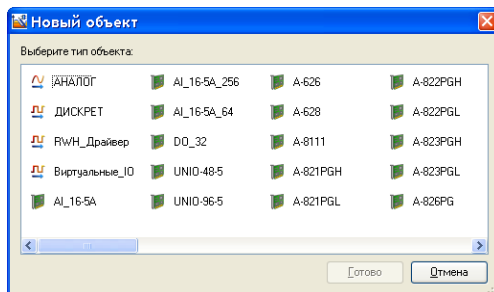 Новый объект
Выберите тип объекта:
АНАЛОГ AI_16-5A_256 A-626 A-822PGH
ДИСКРЕТ AI_16-5A_64 A-628 A-822PGL
RWH_Драйвер DO_32 A-8111 A-823PGH
Виртуальные_IO UNIO-48-5 A-821PGH A-823PGL
AI_16-5A UNIO-96-5 A-821PGL A-826PG
Готово Отмена